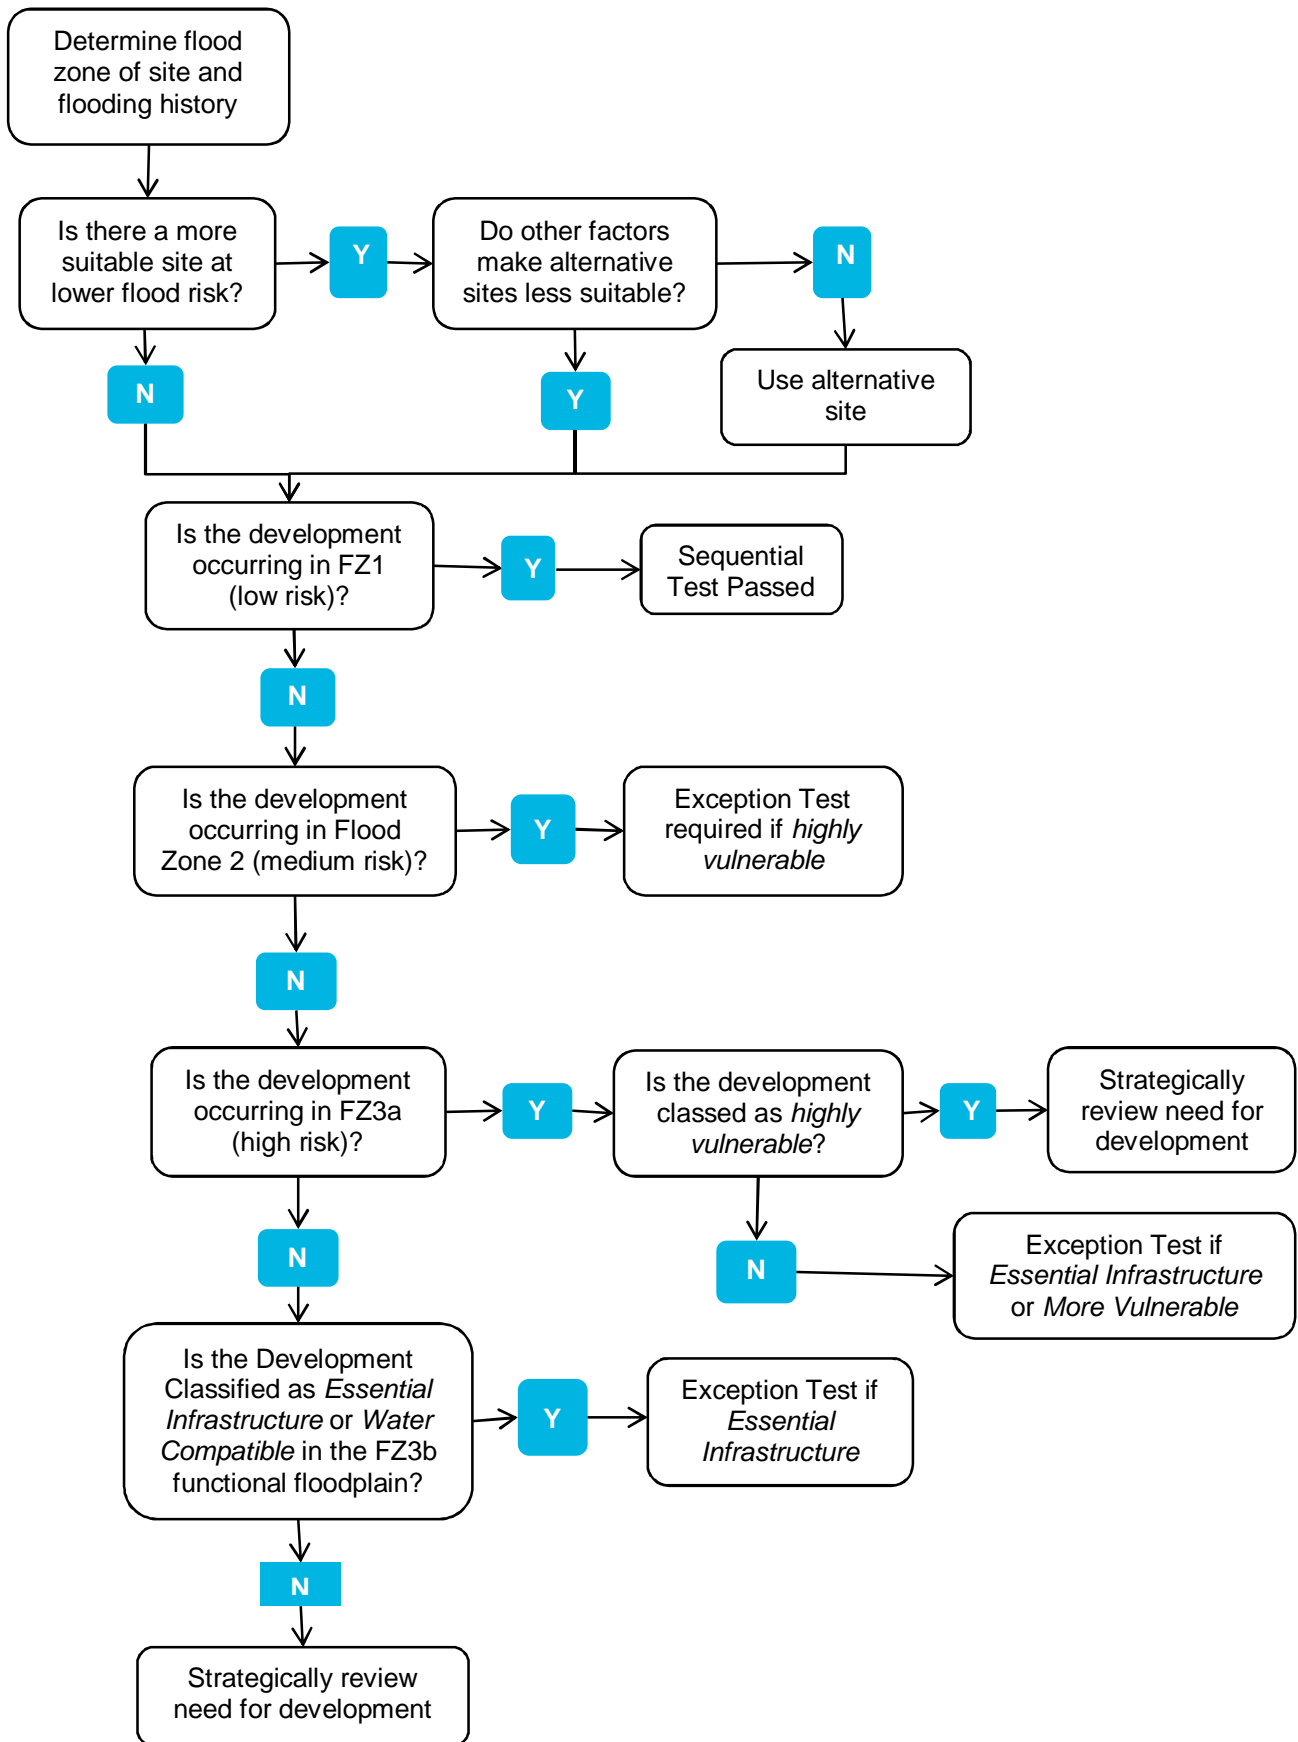 Determine flood
zone of site and
flooding history
Is there a more
suitable site at
lower flood risk?
Y
Do other factors
make alternative
sites less suitable?
N
N
Y
Use alternative
site
Is the development
occurring in FZ1
(low risk)?
Y
Sequential
Test Passed
N
Is the development
occurring in Flood
Zone 2 (medium risk)?
Y
Exception Test
required if highly
vulnerable
N
Is the development
occurring in FZ3a
(high risk)?
Y
Is the development
classed as highly
vulnerable?
Y
Strategically
review need for
development
N
N
Exception Test if
Essential Infrastructure
or More Vulnerable
Is the Development
Classified as Essential
Infrastructure or Water
Compatible in the FZ3b
functional floodplain?
Y
Exception Test if
Essential
Infrastructure
N
Strategically review
need for development